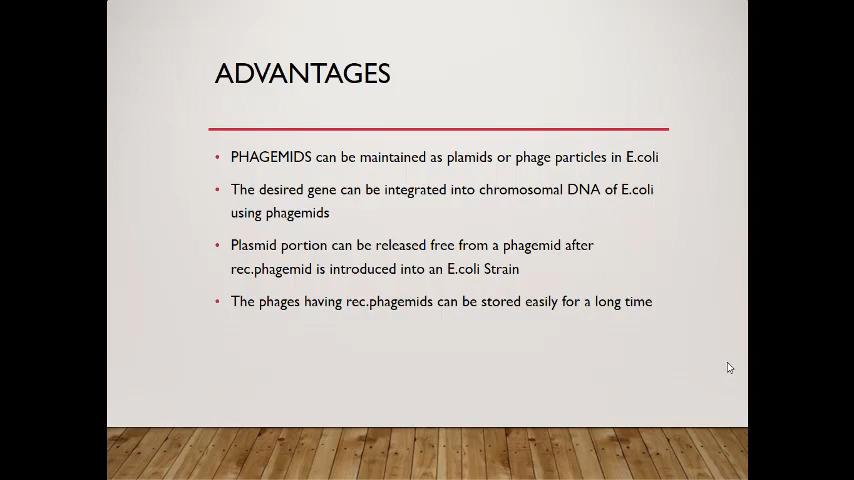 ADVANTAGES
• PHAGEMIDS can be maintained as plamids or phage particles in E.coli
• The desired gene can be integrated into chromosomal DNA of E.coli
using phagemids
• Plasmid portion can be released free from a phagemid after
rec.phagemid is introduced into an E.coli Strain
• The phages having rec.phagemids can be stored easily for a long time